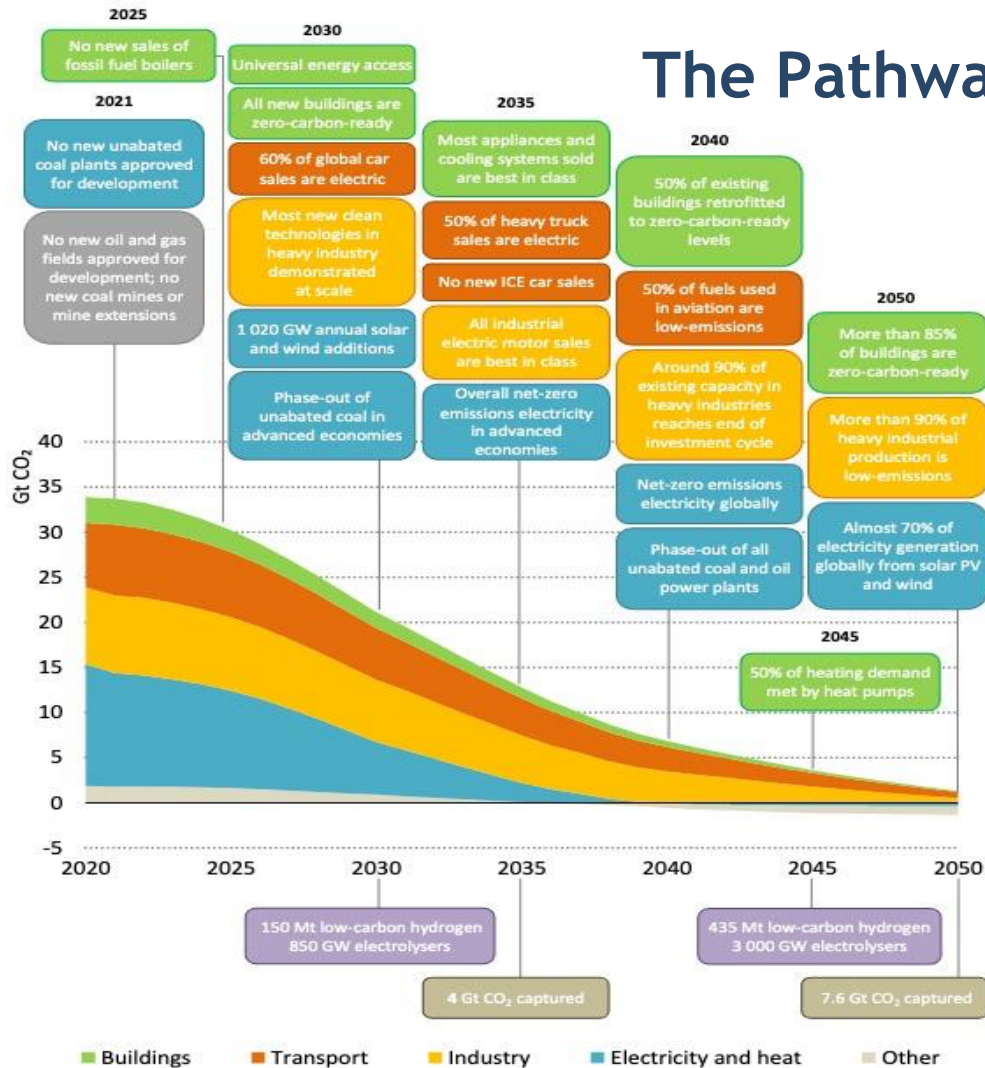 The Pathwa
2025
No new sales of
fossil fuel boilers
2021
No new unabated
coal plants approved
for development
No new oil and gas
fields approved for
development; no
new coal mines or
mine extensions
2030
Universal energy access
All new buildings are
zero-carbon-ready
60% of global car
sales are electric
Most new clean
technologies in
heavy industry
demonstrated
at scale
1 020 GW annual solar
and wind additions
Phase-out of
unabated coal in
advanced economies
2035
Most appliances and
cooling systems sold
are best in class
50% of heavy truck
sales are electric
No new ICE car sales
All industrial
electric motor sales
are best in class
Overall net-zero
emissions electricity
in advanced
economies
2040
50% of existing
buildings retrofitted
to zero-carbon-ready
levels
50% of fuels used
in aviation are
low-emissions
Around 90% of
existing capacity in
heavy industries
reaches end of
investment cycle
Net-zero emissions
electricity globally
Phase-out of all
unabated coal and oil
power plants
2050
More than 85%
of buildings are
zero-carbon-ready
More than 90% of
heavy industrial
production is
low-emissions
Almost 70% of
electricity generation
globally from solar PV
and wind
2045
50% of heating demand
met by heat pumps
Gt CO₂
40
35
30
25
20
15
10
5
0
-5
2020 2025 2030 2035 2040 2045 2050
150 Mt low-carbon hydrogen
850 GW electrolysers
435 Mt low-carbon hydrogen
3 000 GW electrolysers
4 Gt CO₂ captured
7.6 Gt CO₂ captured
Buildings Transport Industry Electricity and heat Other